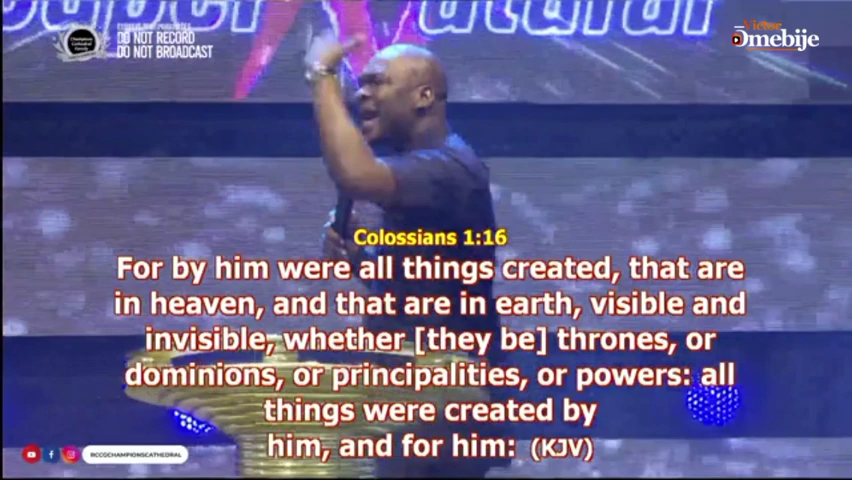 DO NOT RECORD
DO NOT BROADCAST
Omebije
Colossians 1:16
For by him were all things created, that are
in heaven, and that are in earth, visible and
invisible, whether [they be] thrones, or
dominions, or principalities, or powers: all
things were created by
him, and for him: (KJV)
RCCGCHAMPIONSCATHEDRAL